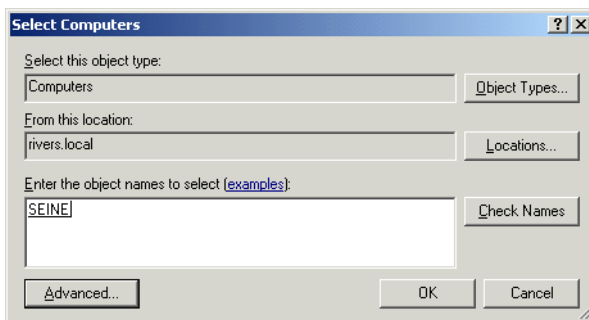 Select Computers
Select this object type:
Computers
Object Types...
From this location:
rivers.local
Locations...
Enter the object names to select (examples):
SEINE
Check Names
Advanced...
OK
Cancel